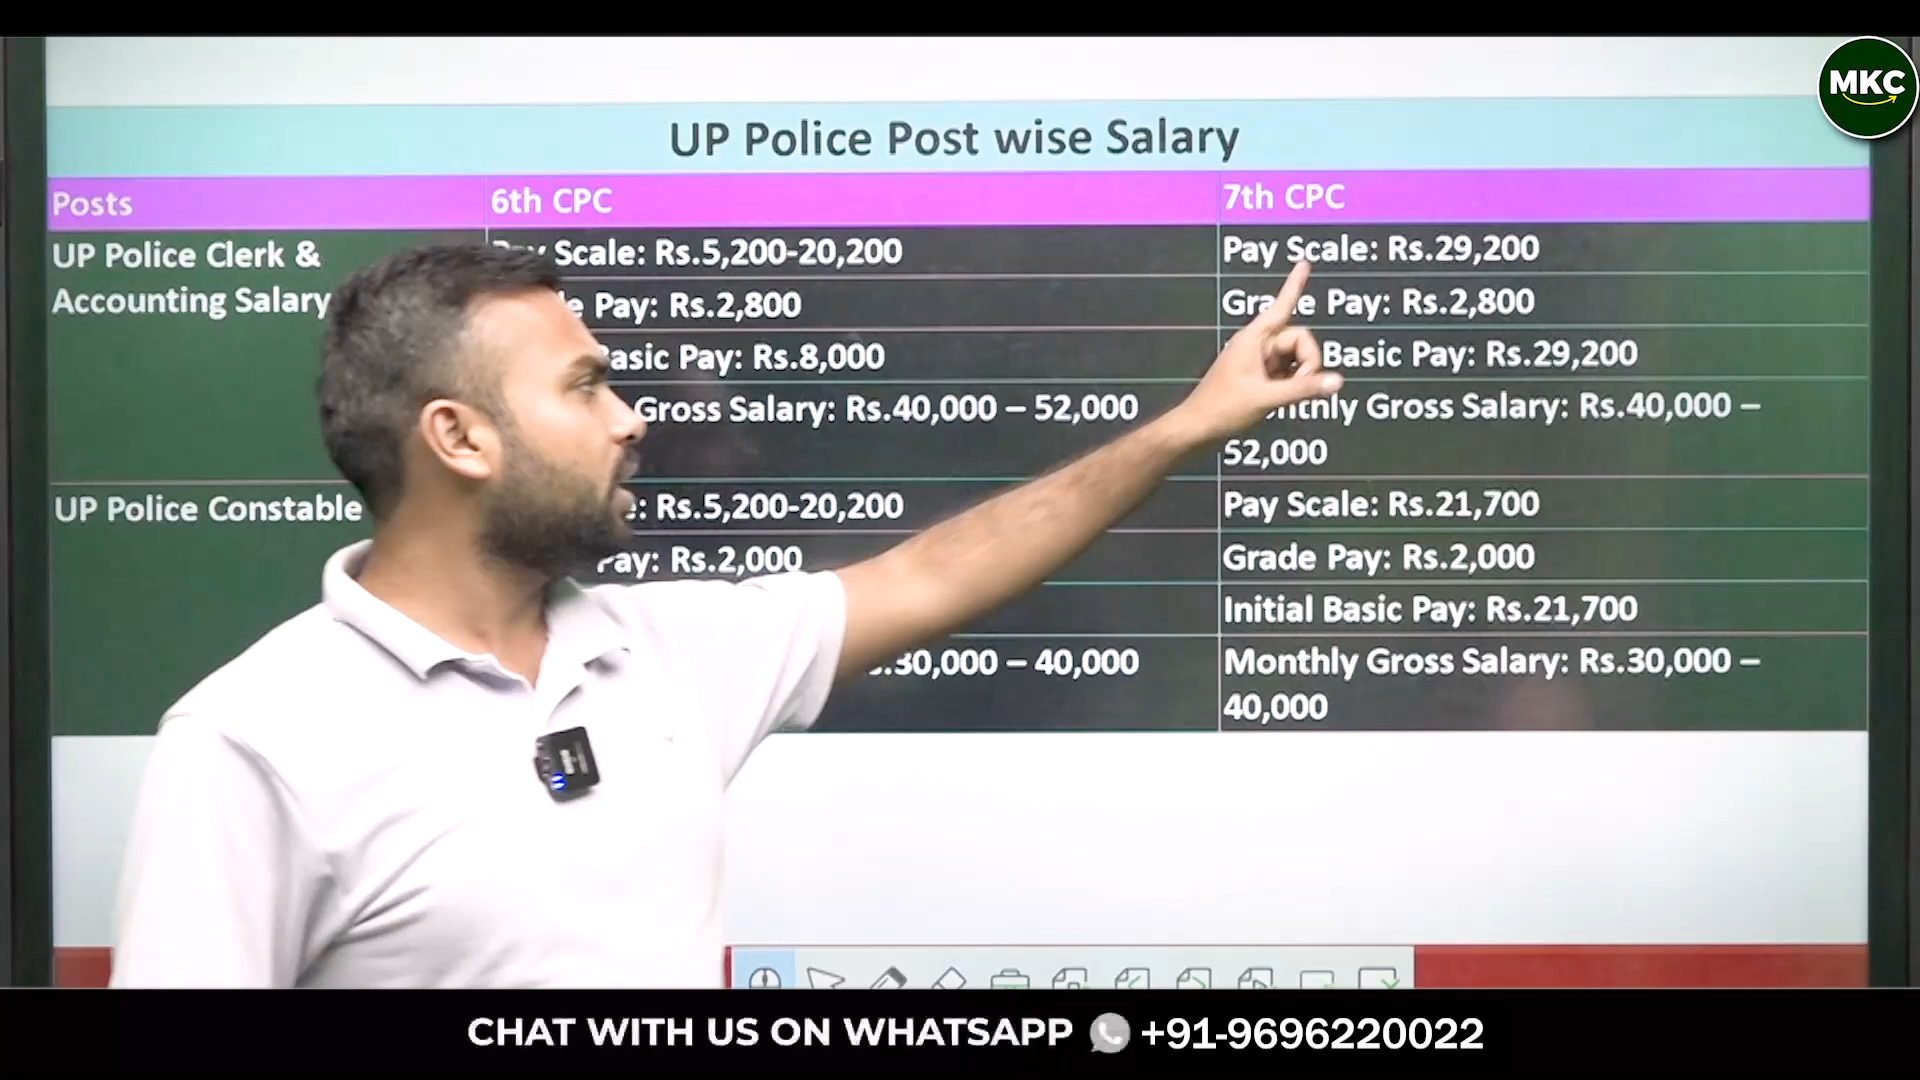 MKC
UP Police Post wise Salary
Posts
6th CPC
7th CPC
UP Police Clerk &
Accounting Salary
Scale: Rs.5,200-20,200
Pay: Rs.2,800
Basic Pay: Rs.8,000
Gross Salary: Rs.40,000 – 52,000
Pay Scale: Rs.29,200
Grade Pay: Rs.2,800
Basic Pay: Rs.29,200
Monthly Gross Salary: Rs.40,000 –
52,000
UP Police Constable
Rs.5,200-20,200
Pay: Rs.2,000
30,000 – 40,000
Pay Scale: Rs.21,700
Grade Pay: Rs.2,000
Initial Basic Pay: Rs.21,700
Monthly Gross Salary: Rs.30,000 –
40,000
CHAT WITH US ON WHATSAPP +91-9696220022